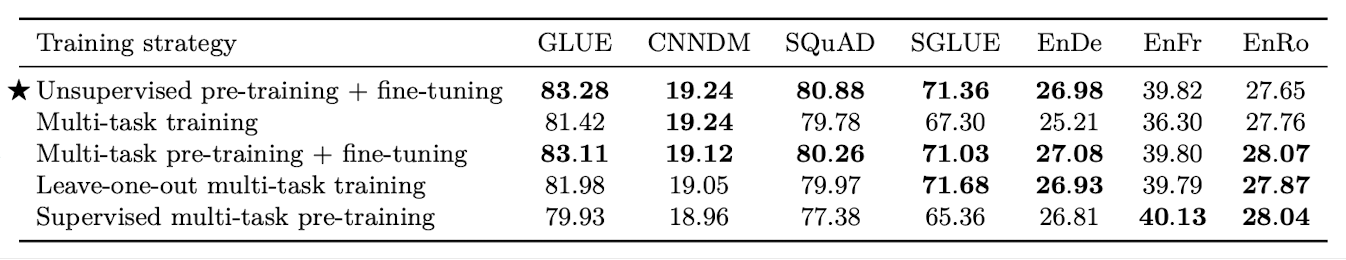 Training strategy GLUE CNNDM SQuAD SGLUE EnDe EnFr EnRo
★ Unsupervised pre-training + fine-tuning 83.28 19.24 80.88 71.36 26.98 39.82 27.65
Multi-task training 81.42 19.24 79.78 67.30 25.21 36.30 27.76
Multi-task pre-training + fine-tuning 83.11 19.12 80.26 71.03 27.08 39.80 28.07
Leave-one-out multi-task training 81.98 19.05 79.97 71.68 26.93 39.79 27.87
Supervised multi-task pre-training 79.93 18.96 77.38 65.36 26.81 40.13 28.04